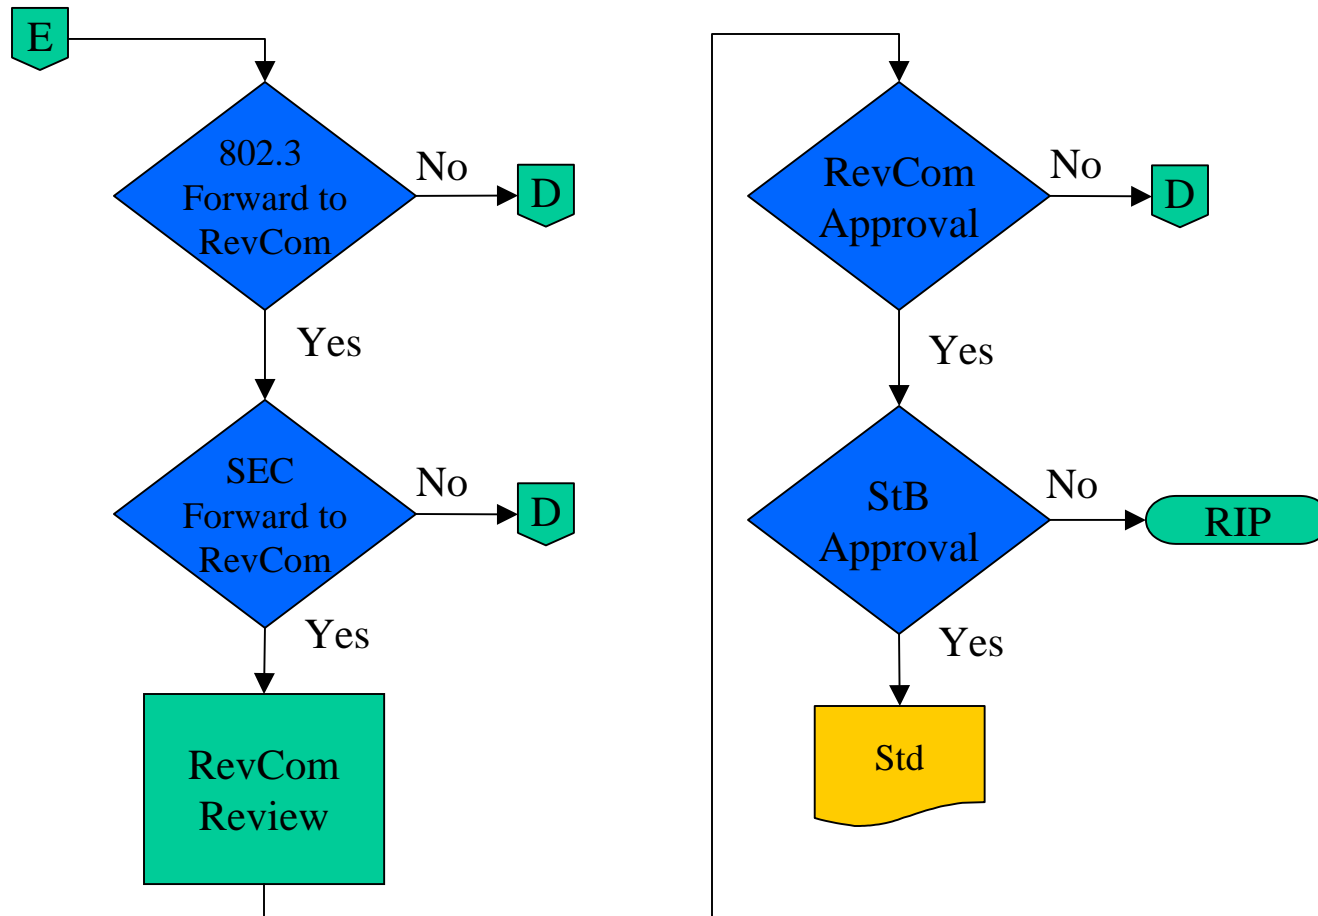 E
802.3
Forward to
RevCom
No
D
Yes
SEC
Forward to
RevCom
No
D
Yes
RevCom
Review
RevCom
Approval
No
D
Yes
StB
Approval
No
RIP
Yes
Std